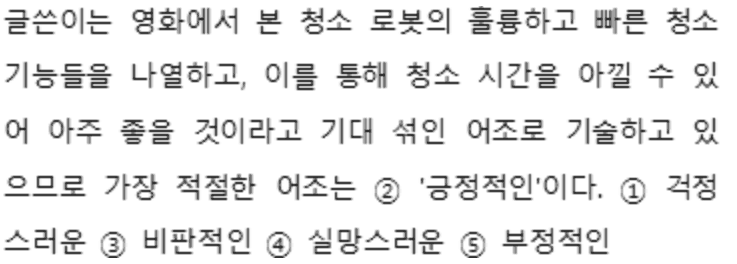 글쓴이는 영화에서 본 청소 로봇의 훌륭하고 빠른 청소
기능들을 나열하고, 이를 통해 청소 시간을 아낄 수 있
어 아주 좋을 것이라고 기대 섞인 어조로 기술하고 있
으므로 가장 적절한 어조는 ② '긍정적인'이다. ① 걱정
스러운 ③ 비판적인 ④ 실망스러운 ⑤ 부정적인